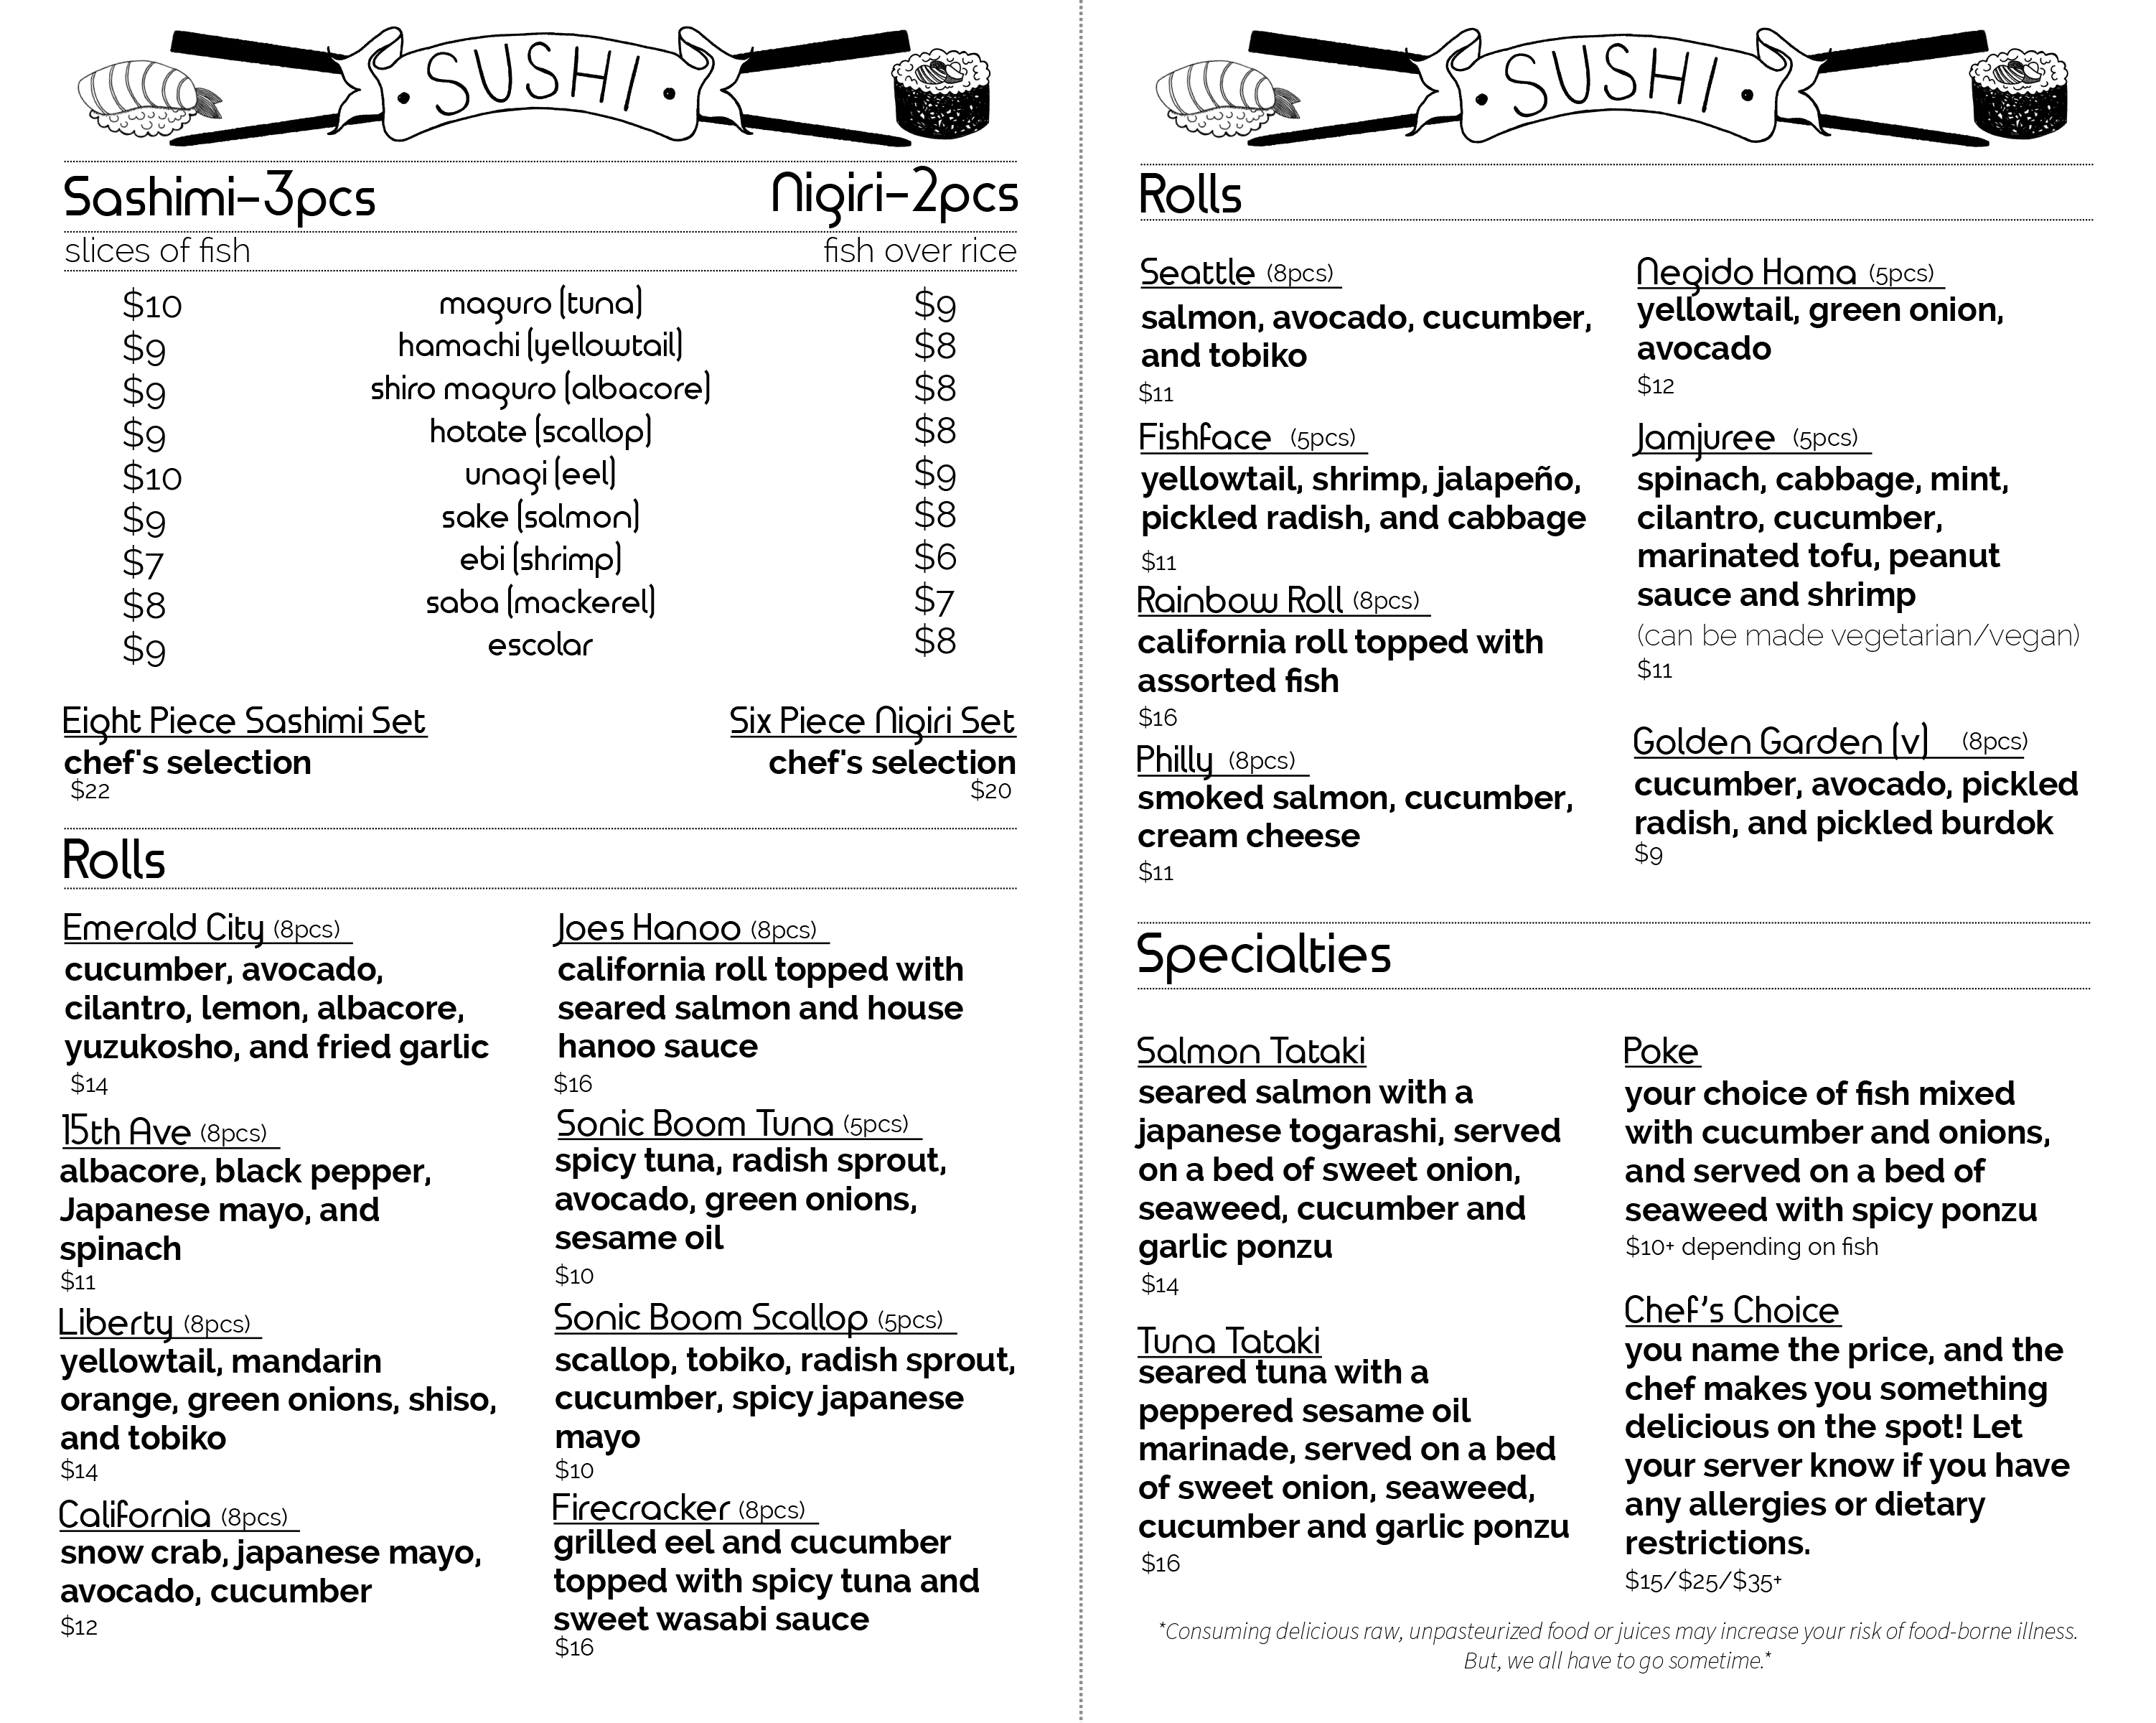 SUSHI
Sashimi-3pcs Nigiri-2pcs
slices of fish fish over rice
$10 maguro (tuna) $9
$9 hamachi (yellowtail) $8
$9 shiro maguro (albacore) $8
$9 hotate (scallop) $8
$10 unagi (eel) $9
$9 sake (salmon) $8
$7 ebi (shrimp) $6
$8 saba (mackerel) $7
$9 escolar $8
Eight Piece Sashimi Set
chef's selection
$22
Six Piece Nigiri Set
chef's selection
$20
Rolls
Emerald City (8pcs)
cucumber, avocado,
cilantro, lemon, albacore,
yuzukosho, and fried garlic
$14
15th Ave (8pcs)
albacore, black pepper,
Japanese mayo, and
spinach
$11
Liberty (8pcs)
yellowtail, mandarin
orange, green onions, shiso,
and tobiko
$14
California (8pcs)
snow crab, japanese mayo,
avocado, cucumber
$12
Joes Hanoo (8pcs)
california roll topped with
seared salmon and house
hanoo sauce
$16
Sonic Boom Tuna (5pcs)
spicy tuna, radish sprout,
avocado, green onions,
sesame oil
$10
Sonic Boom Scallop (5pcs)
scallop, tobiko, radish sprout,
cucumber, spicy japanese
mayo
$10
Firecracker (8pcs)
grilled eel and cucumber
topped with spicy tuna and
sweet wasabi sauce
$16
SUSHI
Rolls
Seattle (8pcs)
salmon, avocado, cucumber,
and tobiko
$11
Fishface (5pcs)
yellowtail, shrimp, jalapeño,
pickled radish, and cabbage
$11
Rainbow Roll (8pcs)
california roll topped with
assorted fish
$16
Philly (8pcs)
smoked salmon, cucumber,
cream cheese
$11
Negido Hama (5pcs)
yellowtail, green onion,
avocado
$12
Jamjuree (5pcs)
spinach, cabbage, mint,
cilantro, cucumber,
marinated tofu, peanut
sauce and shrimp
(can be made vegetarian/vegan)
$11
Golden Garden (v) (8pcs)
cucumber, avocado, pickled
radish, and pickled burdok
$9
Specialties
Salmon Tataki
seared salmon with a
japanese togarashi, served
on a bed of sweet onion,
seaweed, cucumber and
garlic ponzu
$14
Tuna Tataki
seared tuna with a
peppered sesame oil
marinade, served on a bed
of sweet onion, seaweed,
cucumber and garlic ponzu
$16
Poke
your choice of fish mixed
with cucumber and onions,
and served on a bed of
seaweed with spicy ponzu
$10+ depending on fish
Chef's Choice
you name the price, and the
chef makes you something
delicious on the spot! Let
your server know if you have
any allergies or dietary
restrictions.
$15/$25/$35+
*Consuming delicious raw, unpasteurized food or juices may increase your risk of food-borne illness.
But, we all have to go sometime.*